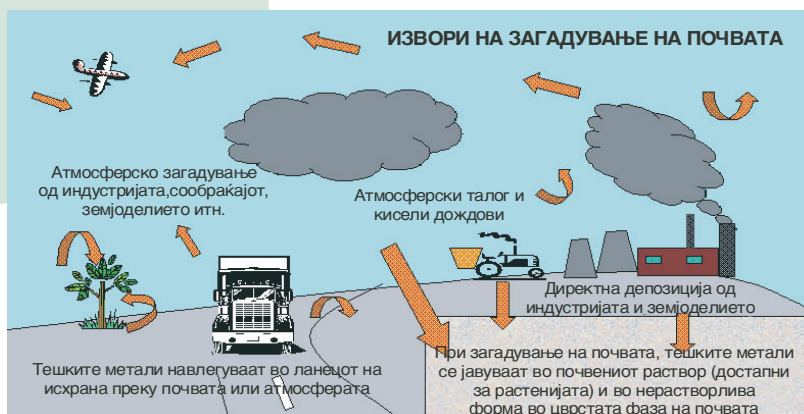 ИЗВОРИ НА ЗАГАДУВАЊЕ НА ПОЧВАТА
Атмосферско загадување
од индустријата,сообраќајот,
земјоделието итн.
Атмосферски талог и
кисели дождови
Директна депозиција од
индустријата и земјоделието
Тешките метали навлегуваат во ланецот на
исхрана преку почвата или атмосферата
При загадување на почвата, тешките метали
се јавуваат во почвениот раствор (достапни
за растенијата) и во нерастворлива
форма во цврстата фаза на почвата